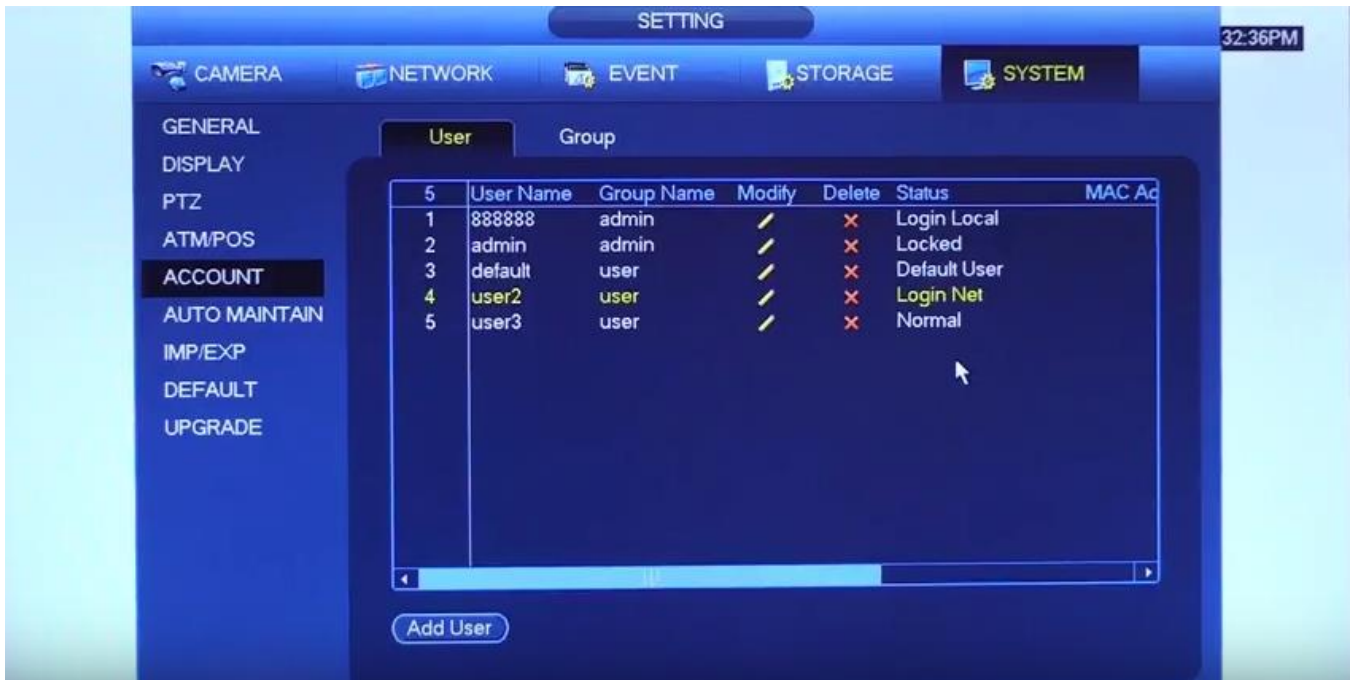 SETTING
32:36PM
CAMERA NETWORK EVENT STORAGE SYSTEM
GENERAL
DISPLAY
PTZ
ATM/POS
ACCOUNT
AUTO MAINTAIN
IMP/EXP
DEFAULT
UPGRADE
User Group
5 User Name Group Name Modify Delete Status MAC Ad
1 888888 admin Login Local
2 admin admin Locked
3 default user Default User
4 user2 user Login Net
5 user3 user Normal
Add User